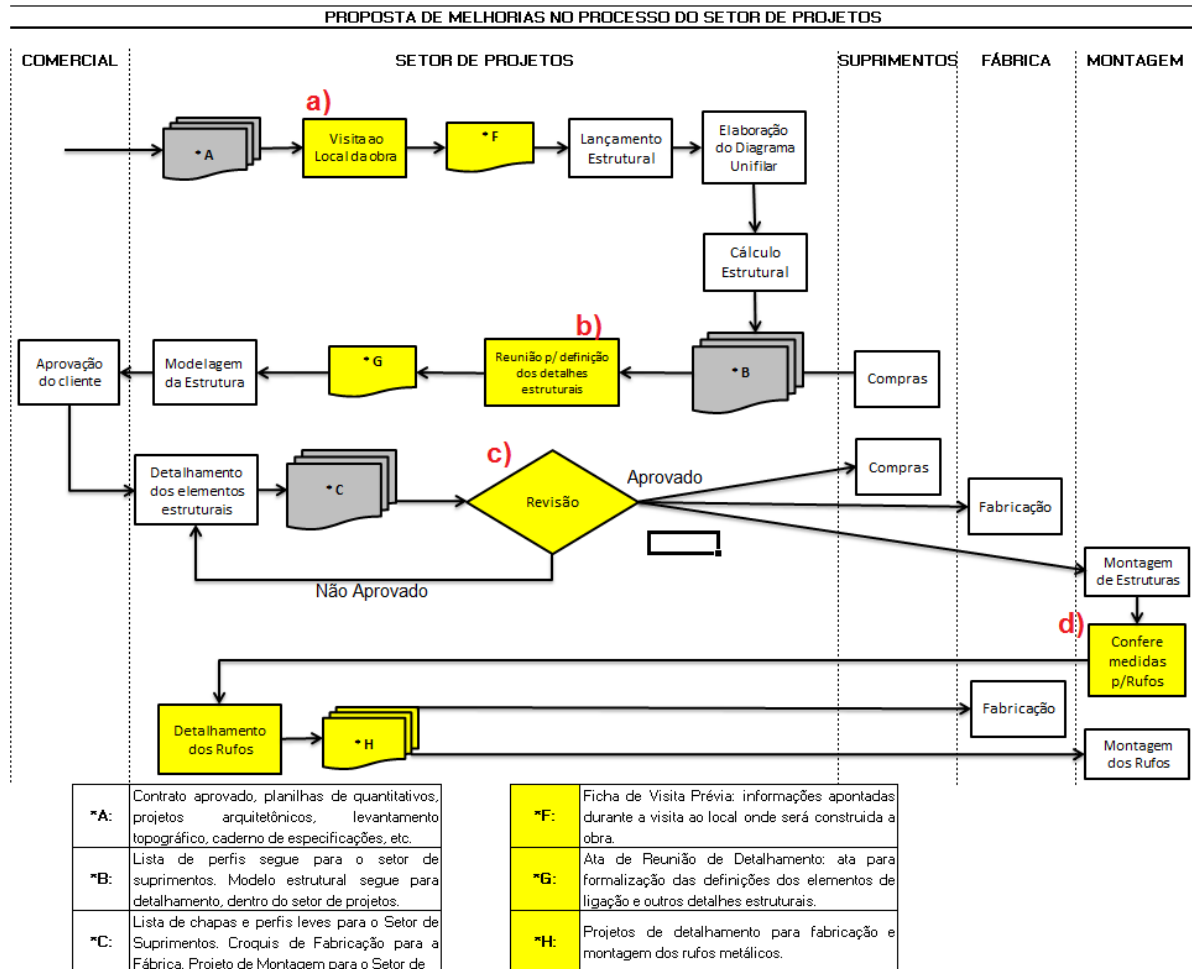 PROPOSTA DE MELHORIAS NO PROCESSO DO SETOR DE PROJETOS
COMERCIAL
SETOR DE PROJETOS
SUPRIMENTOS
FÁBRICA
MONTAGEM
a)
* A
Visita ao
Local da obra
* F
Lançamento
Estrutural
Elaboração
do Diagrama
Unifilar
Cálculo
Estrutural
b)
Aprovação
do cliente
Modelagem
da Estrutura
* G
Reunião p/ definição
dos detalhes
estruturais
* B
Compras
c)
Detalhamento
dos elementos
estruturais
* C
Revisão
Aprovado
Compras
Fabricação
Não Aprovado
Montagem
de Estruturas
d)
Confere
medidas
p/Rufos
Detalhamento
dos Rufos
* H
Fabricação
Montagem
dos Rufos
*A:
Contrato aprovado, planilhas de quantitativos,
projetos arquitetônicos, levantamento
topográfico, caderno de especificações, etc.
*B:
Lista de perfis segue para o setor de
suprimentos. Modelo estrutural segue para
detalhamento, dentro do setor de projetos.
*C:
Lista de chapas e perfis leves para o Setor de
Suprimentos. Croquis de Fabricação para a
Fábrica. Projeto de Montagem para o Setor de
*F:
Ficha de Visita Prévia: informações apontadas
durante a visita ao local onde será construida a
obra.
*G:
Ata de Reunião de Detalhamento: ata para
formalização das definições dos elementos de
ligação e outros detalhes estruturais.
*H:
Projetos de detalhamento para fabricação e
montagem dos rufos metálicos.